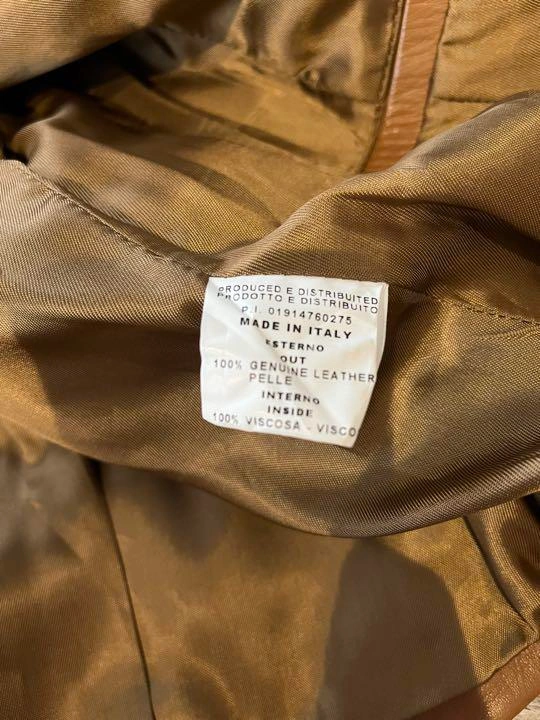 PRODUCED E DISTRIBUITED
PRODOTTO E DISTRIBUITO
P.I. 01914760275
MADE IN ITALY
ESTERNO
OUT
100% GENUINE LEATHER
PELLE
INTERNO
INSIDE
100% VISCOSA - VISCO